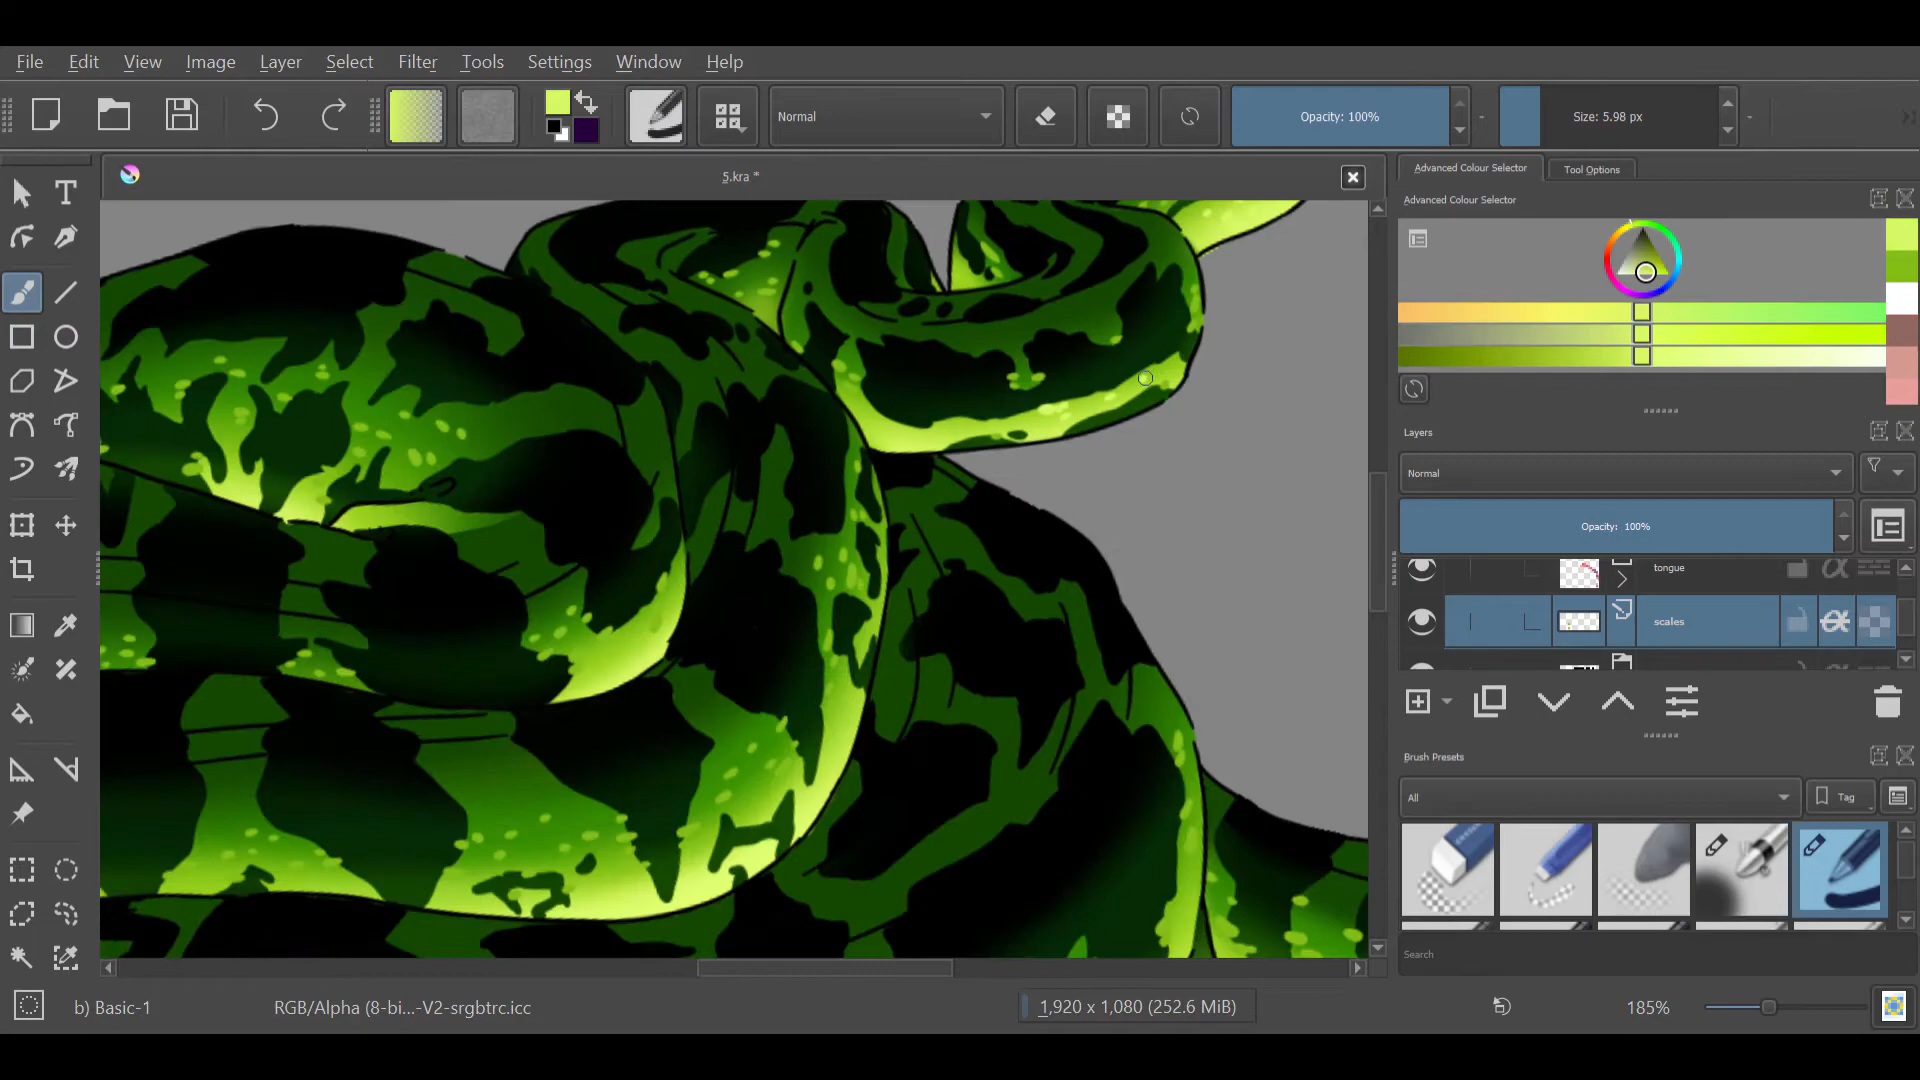 File Edit View Image Layer Select Filter Tools Settings Window Help
Normal Opacity: 100% Size: 5.98 px
5.kra *
Advanced Colour Selector Tool Options
Advanced Colour Selector
Layers
Normal
Opacity: 100%
tongue
scales
Brush Presets
All Tag
Search
b) Basic-1 RGB/Alpha (8-bi...-V2-srgbtrc.icc 1,920 x 1,080 (252.6 MiB) 185%